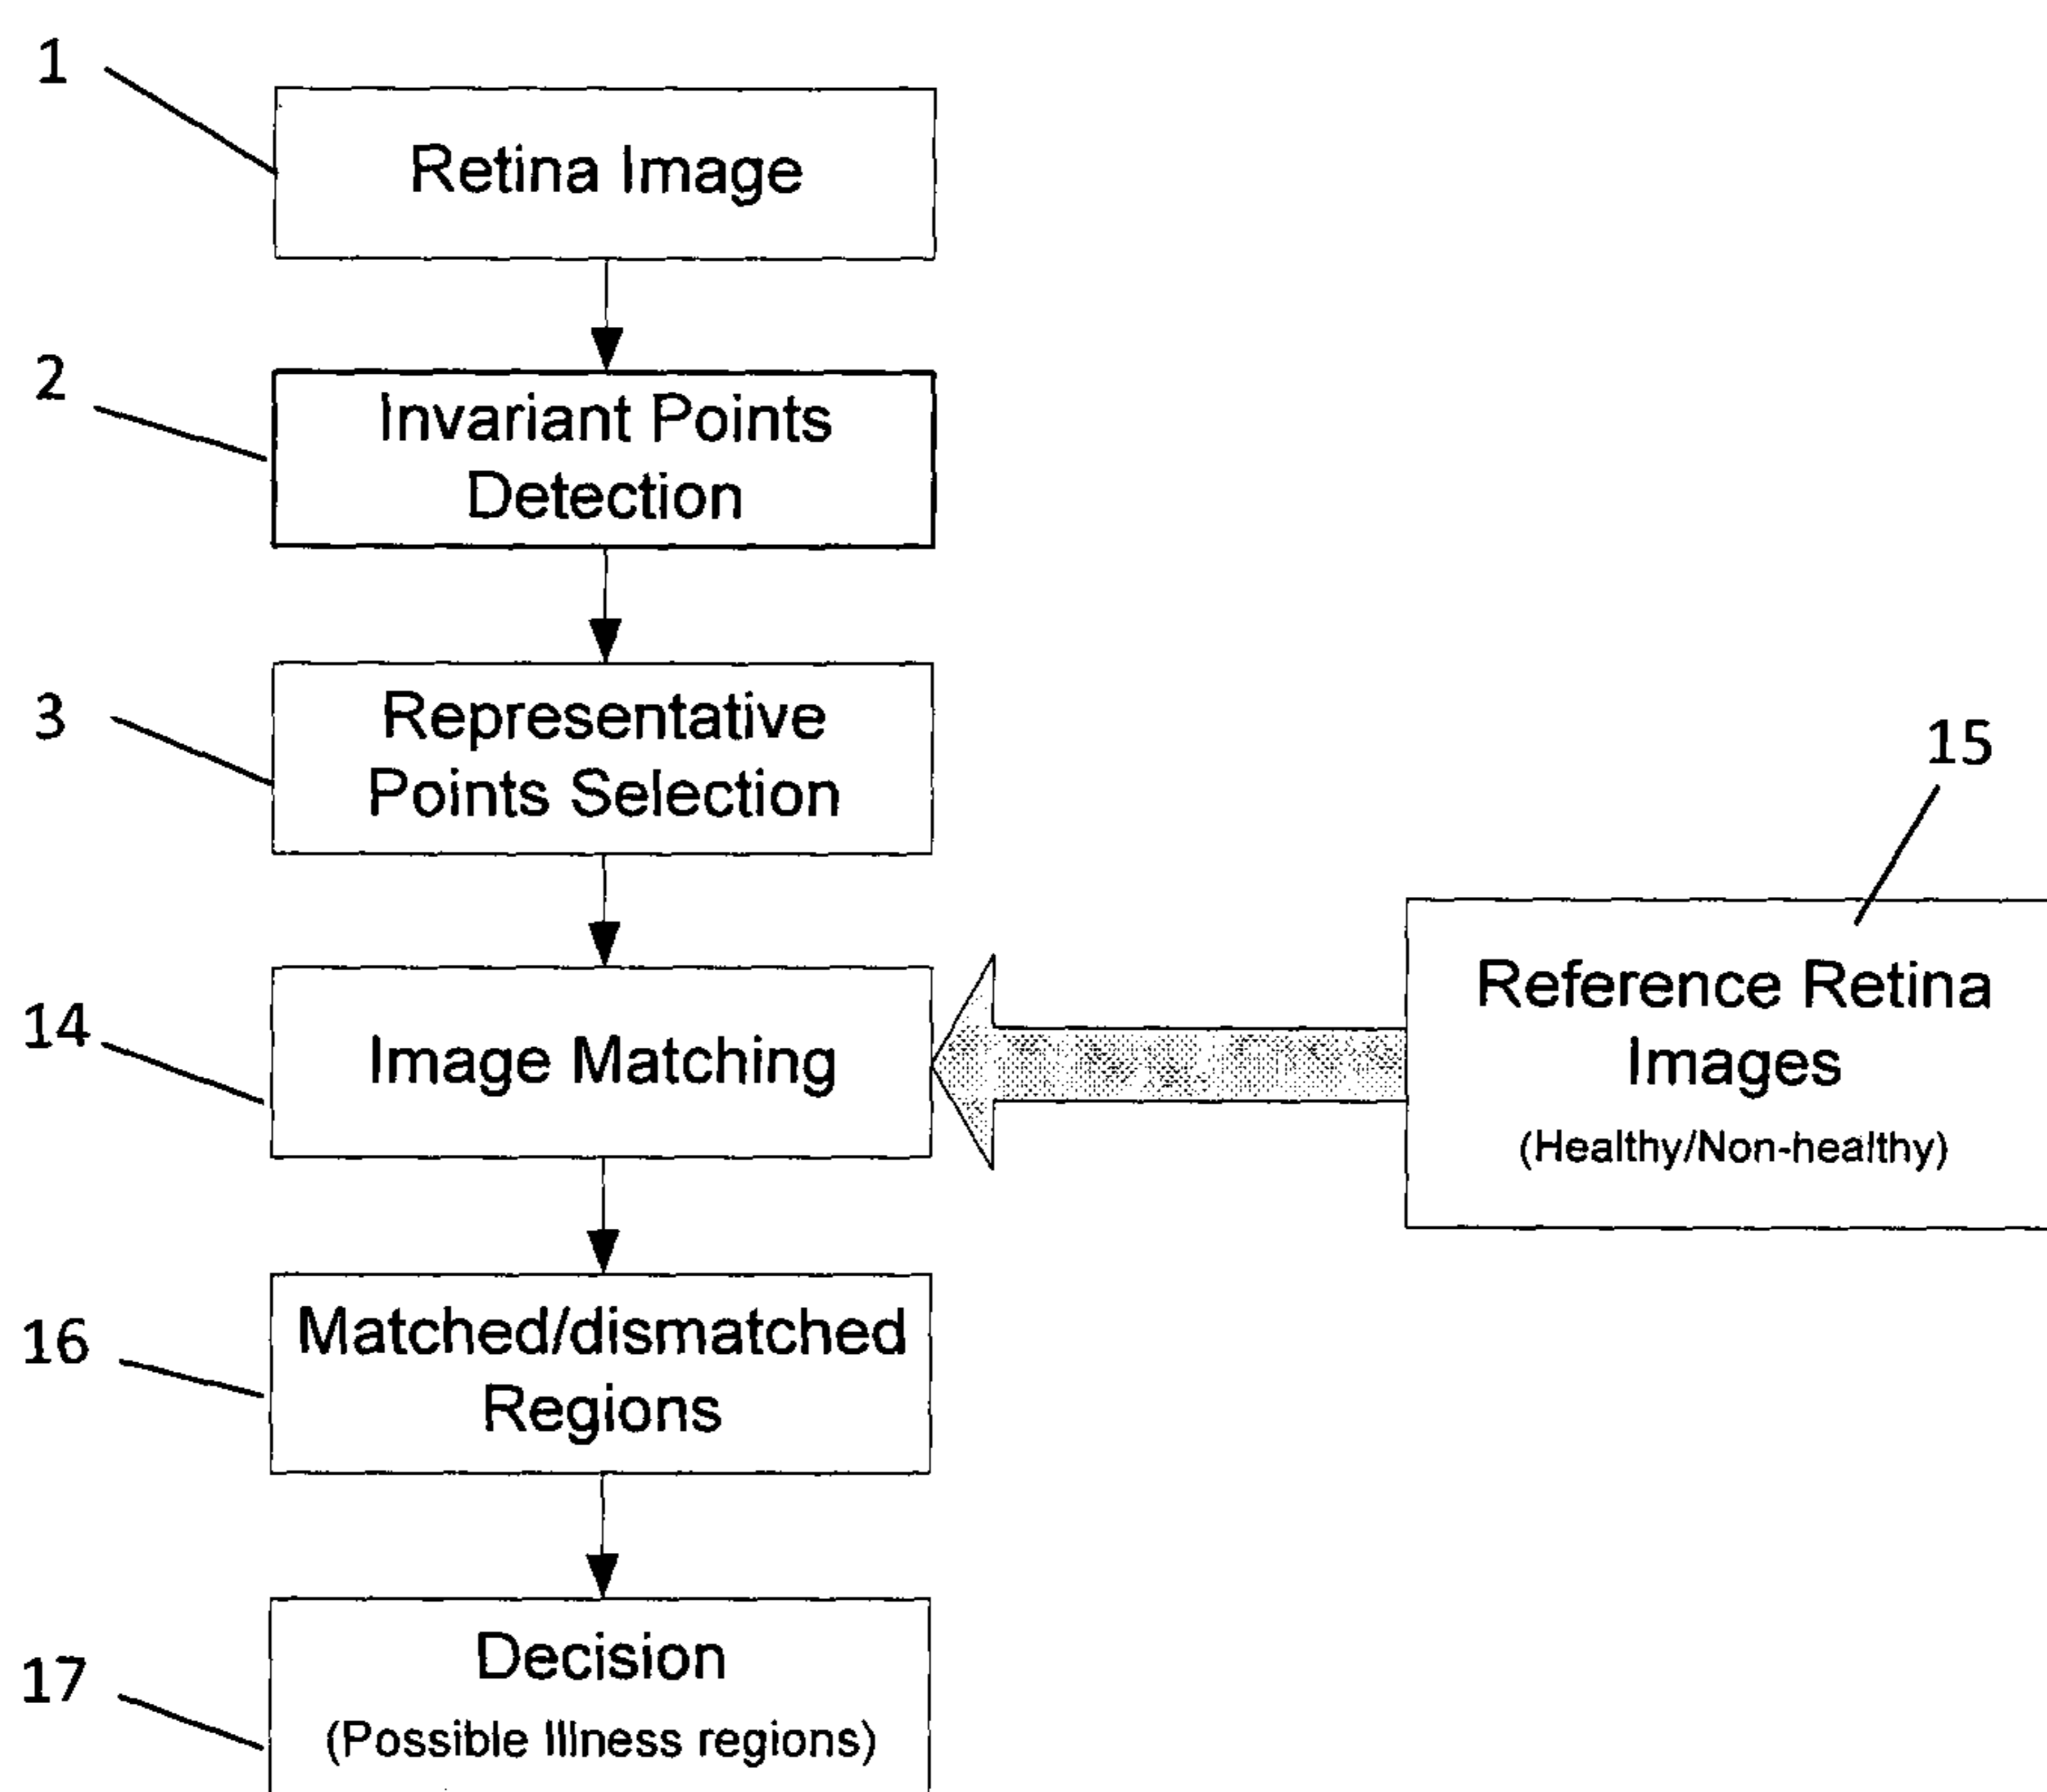 1
Retina Image
2
Invariant Points
Detection
3
Representative
Points Selection
15
14
Image Matching
Reference Retina
Images
(Healthy/Non-healthy)
16
Matched/dismatched
Regions
17
Decision
(Possible Illness regions)